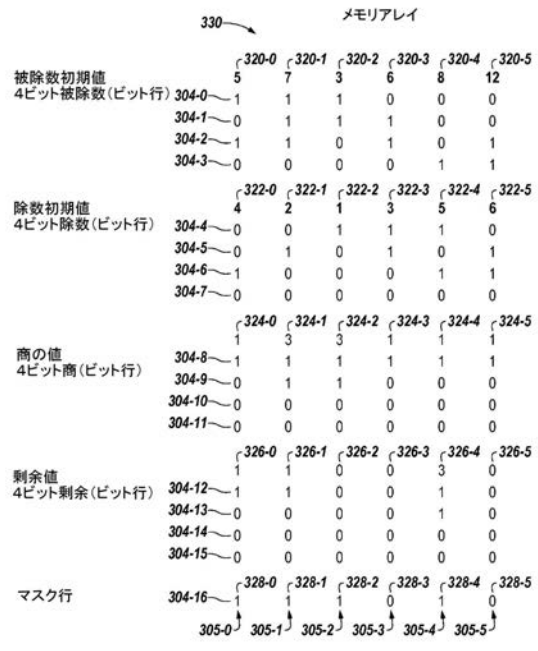 330 メモリアレイ
320-0 320-1 320-2 320-3 320-4 320-5
被除数初期値 5 7 3 6 8 12
4ビット被除数(ビット行) 304-0 1 1 1 0 0 0
304-1 0 1 1 1 0 0
304-2 1 1 0 1 0 1
304-3 0 0 0 0 1 1
322-0 322-1 322-2 322-3 322-4 322-5
除数初期値 4 2 1 3 5 6
4ビット除数(ビット行) 304-4 0 0 1 1 1 0
304-5 0 1 0 1 0 1
304-6 1 0 0 0 1 1
304-7 0 0 0 0 0 0
324-0 324-1 324-2 324-3 324-4 324-5
1 3 3 1 1 1
商の値
4ビット商(ビット行) 304-8 1 1 1 1 1 1
304-9 0 1 1 0 0 0
304-10 0 0 0 0 0 0
304-11 0 0 0 0 0 0
326-0 326-1 326-2 326-3 326-4 326-5
剰余値 1 1 0 0 3 0
4ビット剰余(ビット行) 304-12 1 1 0 0 1 0
304-13 0 0 0 0 1 0
304-14 0 0 0 0 0 0
304-15 0 0 0 0 0 0
328-0 328-1 328-2 328-3 328-4 328-5
マスク行 304-16 1 1 1 0 1 0
305-0 305-1 305-2 305-3 305-4 305-5